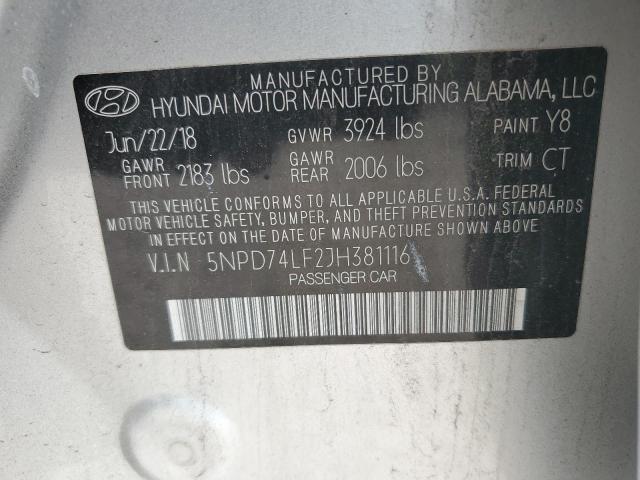 MANUFACTURED BY
HYUNDAI MOTOR MANUFACTURING ALABAMA, LLC
Jun/22/18 GVWR 3924 lbs PAINT Y8
GAWR FRONT 2183 lbs GAWR REAR 2006 lbs TRIM CT
THIS VEHICLE CONFORMS TO ALL APPLICABLE U.S.A. FEDERAL
MOTOR VEHICLE SAFETY, BUMPER, AND THEFT PREVENTION STANDARDS
IN EFFECT ON THE DATE OF MANUFACTURE SHOWN ABOVE
V.I.N 5NPD74LF2JH381116
PASSENGER CAR